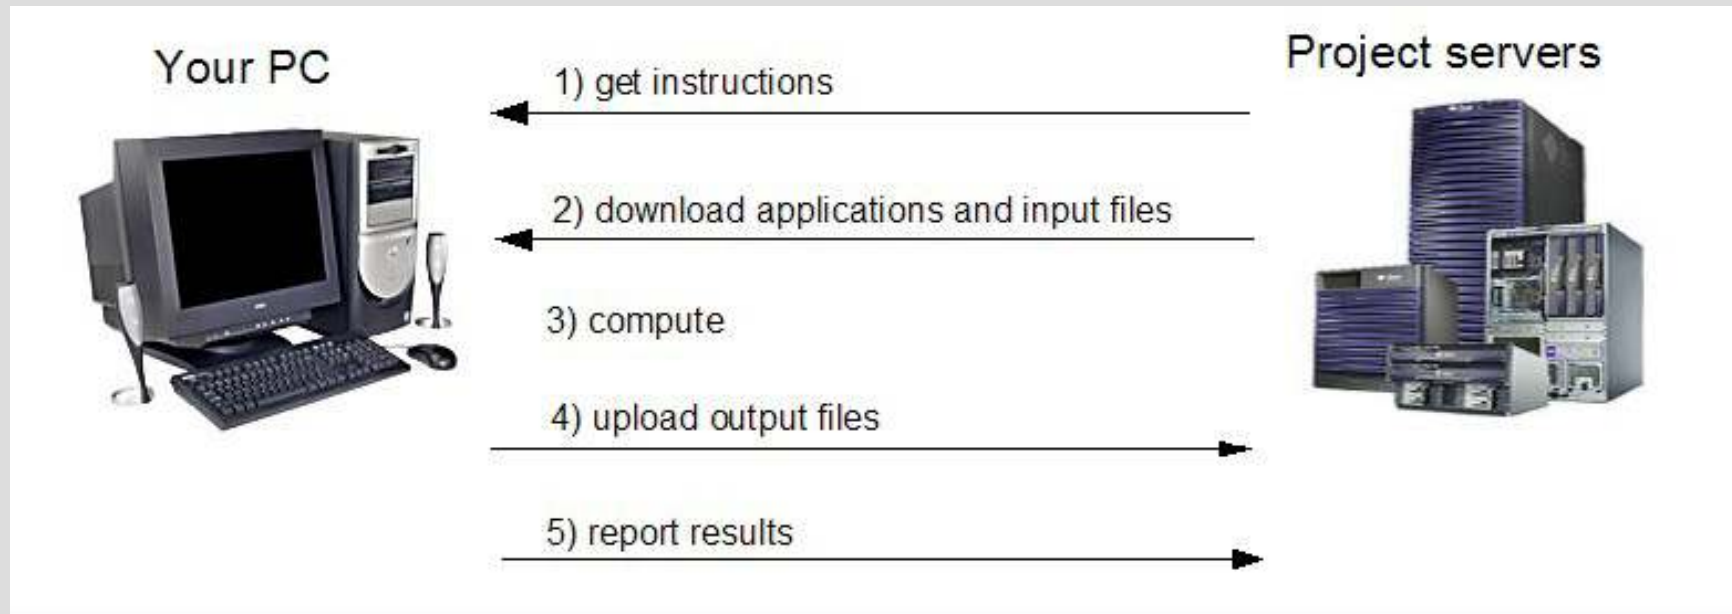 Your PC
Project servers
1) get instructions
2) download applications and input files
3) compute
4) upload output files
5) report results